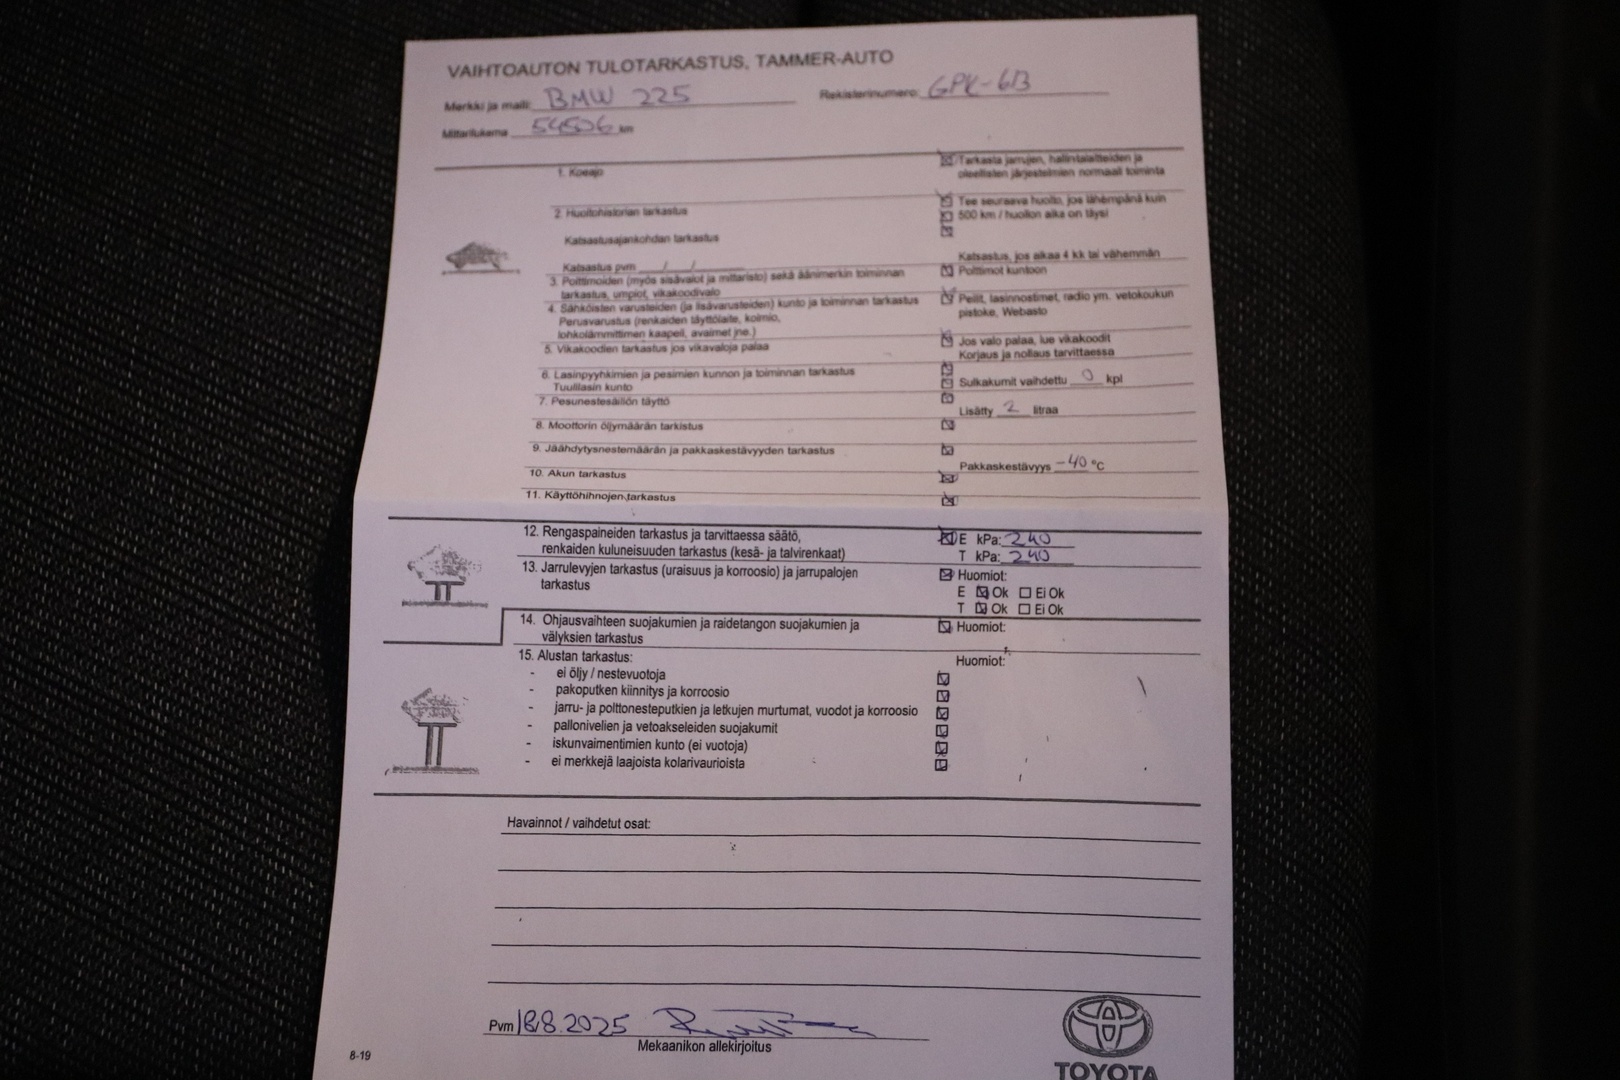 VAIHTOAUTON TULOTARKASTUS, TAMMER-AUTO
Merkki ja malli: BMW 225 Rekisterinumero: GPK-613
Mittarilukema 54506 km
1. Koeajo
Tarkasta jarrujen, hallintalaitteiden ja
oleellisten järjestelmien normaali toiminta
2. Huoltohistorian tarkastus
Tee seuraava huolto, jos lähempänä kuin
500 km / huollon aika on täysi
Katsastusajankohdan tarkastus
Katsastus pvm / /
Katsastus, jos aikaa 4 kk tai vähemmän
3. Polttimoiden (myös sisävalot ja mittaristo) sekä äänimerkin toiminnan
tarkastus, umpiot, vikakoodivalo
Polttimot kuntoon
4. Sähköisten varusteiden (ja lisävarusteiden) kunto ja toiminnan tarkastus
Perusvarustus (renkaiden täyttölaite, kolmio,
lohkolämmittimen kaapeli, avaimet jne.)
Peilit, lasinnostimet, radio ym. vetokoukun
pistoke, Webasto
5. Vikakoodien tarkastus jos vikavaloja palaa
Jos valo palaa, lue vikakoodit
Korjaus ja nollaus tarvittaessa
6. Lasinpyyhkimien ja pesimien kunnon ja toiminnan tarkastus
Tuulilasin kunto
Sulkakumit vaihdettu 0 kpl
7. Pesunestesäiliön täyttö
Lisätty 2 litraa
8. Moottorin öljymäärän tarkistus
9. Jäähdytysnestemäärän ja pakkaskestävyyden tarkastus
Pakkaskestävyys -40 °C
10. Akun tarkastus
11. Käyttöhihnojen tarkastus
12. Rengaspaineiden tarkastus ja tarvittaessa säätö,
renkaiden kuluneisuuden tarkastus (kesä- ja talvirenkaat)
E kPa: 240
T kPa: 240
13. Jarrulevyjen tarkastus (uraisuus ja korroosio) ja jarrupalojen
tarkastus
Huomiot:
E Ok Ei Ok
T Ok Ei Ok
14. Ohjausvaihteen suojakumien ja raidetangon suojakumien ja
välyksien tarkastus
Huomiot:
15. Alustan tarkastus:
Huomiot:
- ei öljy / nestevuotoja
- pakoputken kiinnitys ja korroosio
- jarru- ja polttonesteputkien ja letkujen murtumat, vuodot ja korroosio
- pallonivelien ja vetoakseleiden suojakumit
- iskunvaimentimien kunto (ei vuotoja)
- ei merkkejä laajoista kolarivaurioista
Havainnot / vaihdetut osat:
Pvm 18.8.2025
Mekaanikon allekirjoitus
8-19
TOYOTA